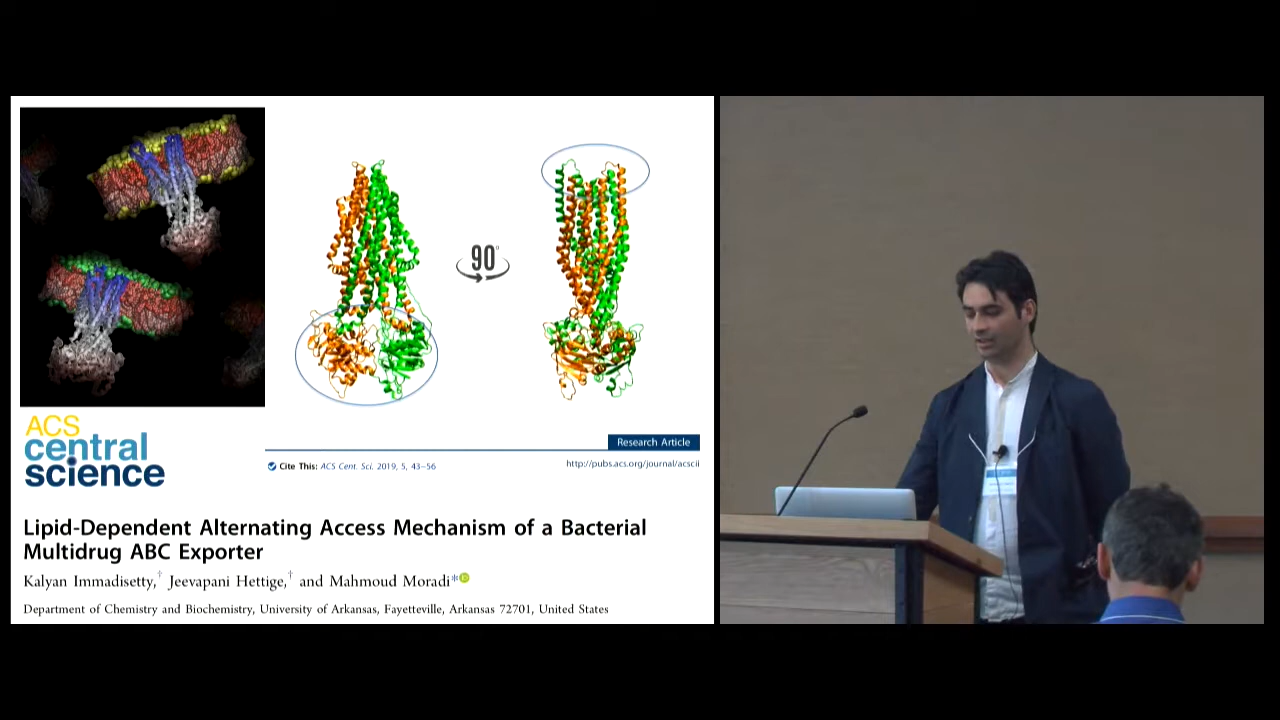 90°
ACS
central
science
Research Article
Cite This: ACS Cent. Sci. 2019, 5, 43−56
http://pubs.acs.org/journal/acscii
Lipid-Dependent Alternating Access Mechanism of a Bacterial
Multidrug ABC Exporter
Kalyan Immadisetty,† Jeevapani Hettige,† and Mahmoud Moradi*
Department of Chemistry and Biochemistry, University of Arkansas, Fayetteville, Arkansas 72701, United States